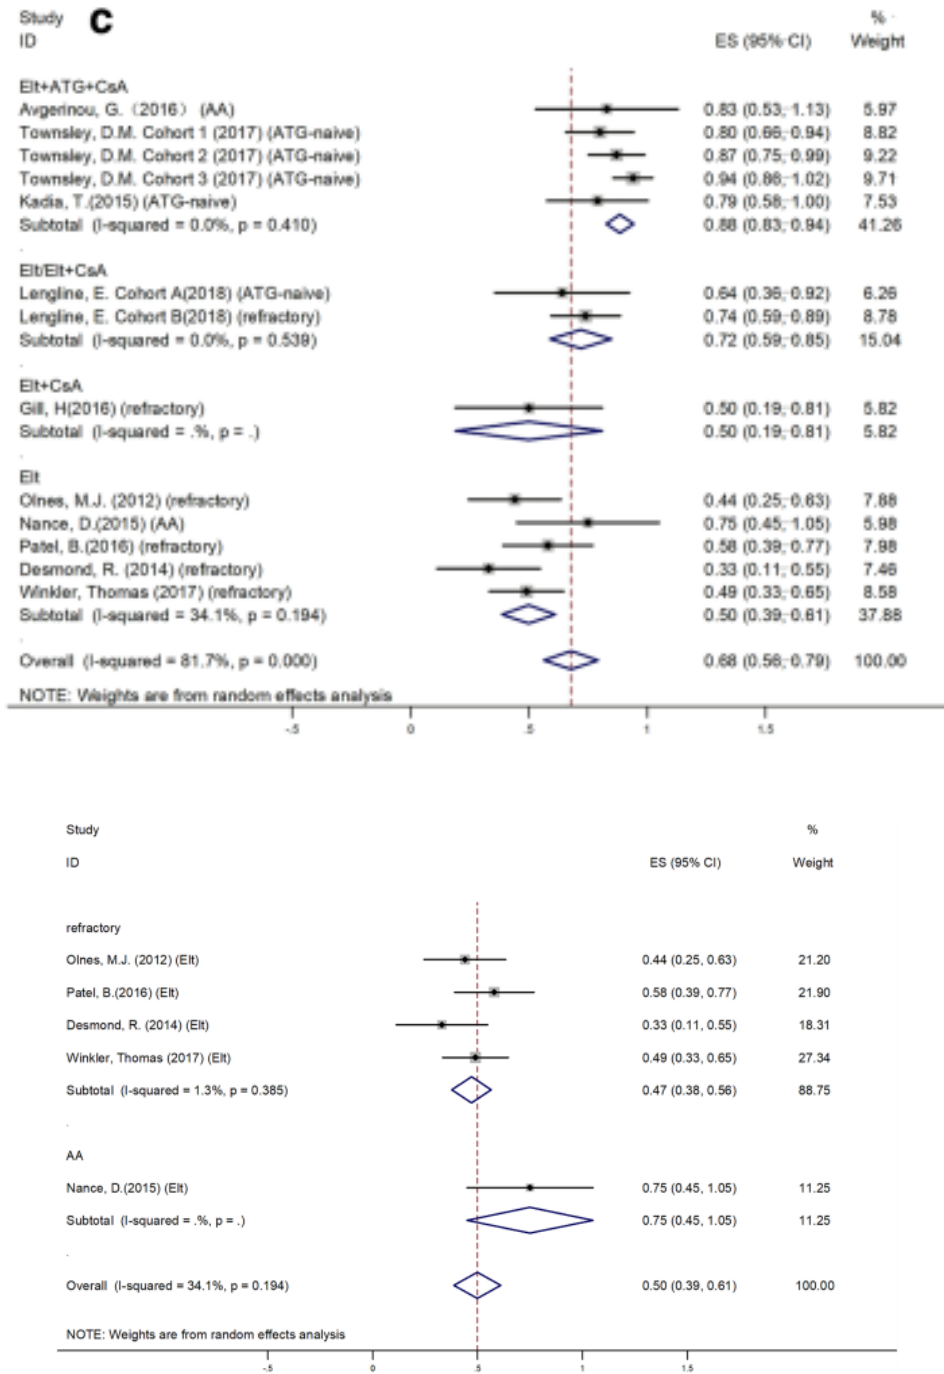 Study C % 
ID ES (95% CI) Weight
Elt+ATG+CsA
Avgerinou, G. (2016) (AA) 0.83 (0.53, 1.13) 5.97
Townsley, D.M. Cohort 1 (2017) (ATG-naive) 0.80 (0.66, 0.94) 8.82
Townsley, D.M. Cohort 2 (2017) (ATG-naive) 0.87 (0.75, 0.99) 9.22
Townsley, D.M. Cohort 3 (2017) (ATG-naive) 0.94 (0.86, 1.02) 9.71
Kadia, T.(2015) (ATG-naive) 0.79 (0.58, 1.00) 7.53
Subtotal (I-squared = 0.0%, p = 0.410) 0.88 (0.83, 0.94) 41.26
.
Elt/Elt+CsA
Lengline, E. Cohort A(2018) (ATG-naive) 0.64 (0.36, 0.92) 6.26
Lengline, E. Cohort B(2018) (refractory) 0.74 (0.59, 0.89) 8.78
Subtotal (I-squared = 0.0%, p = 0.539) 0.72 (0.59, 0.85) 15.04
.
Elt+CsA
Gill, H(2016) (refractory) 0.50 (0.19, 0.81) 5.82
Subtotal (I-squared = .%, p = .) 0.50 (0.19, 0.81) 5.82
.
Elt
Olnes, M.J. (2012) (refractory) 0.44 (0.25, 0.63) 7.88
Nance, D.(2015) (AA) 0.75 (0.45, 1.05) 5.98
Patel, B.(2016) (refractory) 0.58 (0.39, 0.77) 7.98
Desmond, R. (2014) (refractory) 0.33 (0.11, 0.55) 7.46
Winkler, Thomas (2017) (refractory) 0.49 (0.33, 0.65) 8.58
Subtotal (I-squared = 34.1%, p = 0.194) 0.50 (0.39, 0.61) 37.88
.
Overall (I-squared = 81.7%, p = 0.000) 0.68 (0.56, 0.79) 100.00
NOTE: Weights are from random effects analysis
-.5 0 .5 1 1.5
Study %
ID ES (95% CI) Weight
refractory
Olnes, M.J. (2012) (Elt) 0.44 (0.25, 0.63) 21.20
Patel, B.(2016) (Elt) 0.58 (0.39, 0.77) 21.90
Desmond, R. (2014) (Elt) 0.33 (0.11, 0.55) 18.31
Winkler, Thomas (2017) (Elt) 0.49 (0.33, 0.65) 27.34
Subtotal (I-squared = 1.3%, p = 0.385) 0.47 (0.38, 0.56) 88.75
.
AA
Nance, D.(2015) (Elt) 0.75 (0.45, 1.05) 11.25
Subtotal (I-squared = .%, p = .) 0.75 (0.45, 1.05) 11.25
.
Overall (I-squared = 34.1%, p = 0.194) 0.50 (0.39, 0.61) 100.00
NOTE: Weights are from random effects analysis
-.5 0 .5 1 1.5